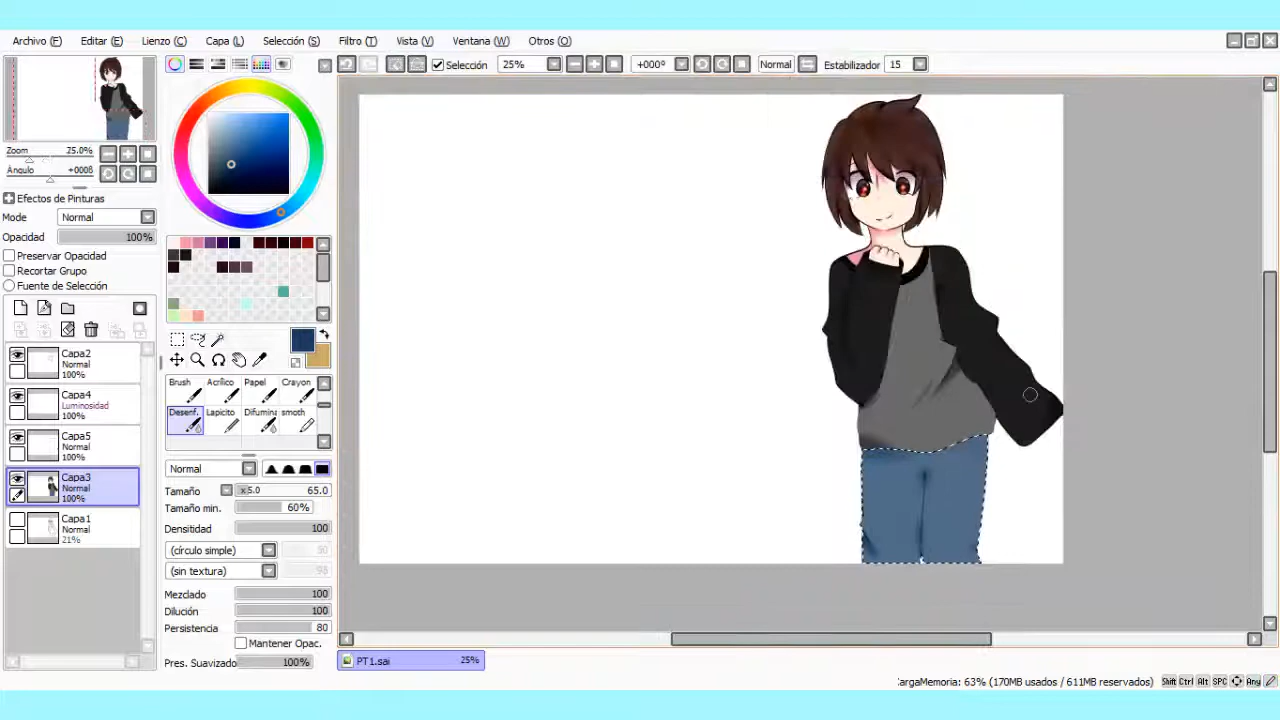 Archivo (F) Editar (E) Lienzo (C) Capa (L) Selección (S) Filtro (T) Vista (V) Ventana (W) Otros (O)
Selección 25% +000º Normal Estabilizador 15
Zoom 25.0%
Ángulo +0008
Efectos de Pinturas
Mode Normal
Opacidad 100%
Preservar Opacidad
Recortar Grupo
Fuente de Selección
Capa2
Normal
100%
Capa4
Luminosidad
100%
Capa5
Normal
100%
Capa3
Normal
100%
Capa1
Normal
21%
Brush Acrílico Papel Crayon
Desenf. Lapicito Difumina smoth
Normal
Tamaño x5.0 65.0
Tamaño min. 60%
Densitidad 100
(círculo simple) 50
(sin textura) 
Mezclado 100
Dilución 100
Persistencia 80
Mantener Opac.
Pres. Suavizado 100%
PT1.sai 25%
CargaMemoria: 63% (170MB usados / 611MB reservados) Shift Ctrl Alt SPC Any